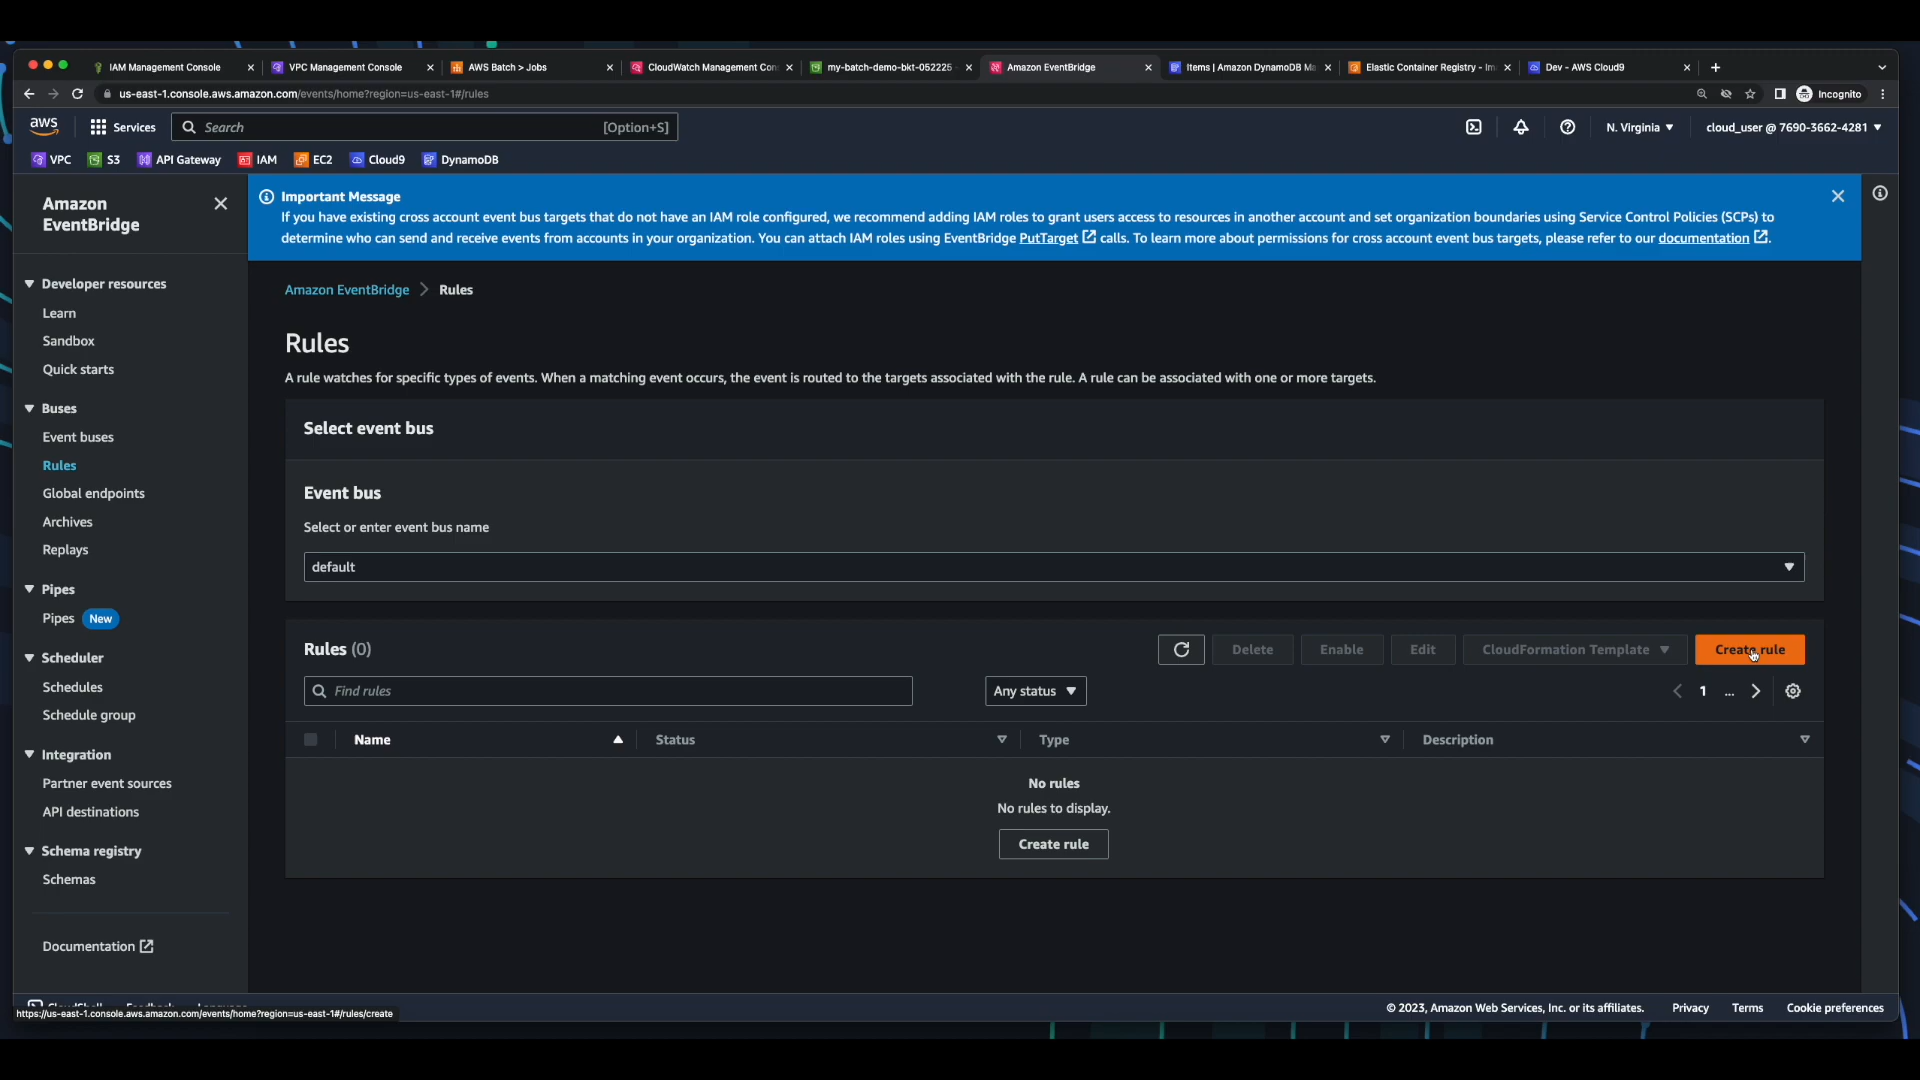 IAM Management Console
VPC Management Console
AWS Batch > Jobs
CloudWatch Management Con
my-batch-demo-bkt-052225
Amazon EventBridge
Items | Amazon DynamoDB Ma
Elastic Container Registry - Im
Dev - AWS Cloud9
us-east-1.console.aws.amazon.com/events/home?region=us-east-1#/rules
Incognito
aws
Services
Search
[Option+S]
N. Virginia
cloud_user @ 7690-3662-4281
VPC
S3
API Gateway
IAM
EC2
Cloud9
DynamoDB
Amazon
EventBridge
Developer resources
Learn
Sandbox
Quick starts
Buses
Event buses
Rules
Global endpoints
Archives
Replays
Pipes
Pipes New
Scheduler
Schedules
Schedule group
Integration
Partner event sources
API destinations
Schema registry
Schemas
Documentation
Important Message
If you have existing cross account event bus targets that do not have an IAM role configured, we recommend adding IAM roles to grant users access to resources in another account and set organization boundaries using Service Control Policies (SCPs) to
determine who can send and receive events from accounts in your organization. You can attach IAM roles using EventBridge PutTarget calls. To learn more about permissions for cross account event bus targets, please refer to our documentation.
Amazon EventBridge > Rules
Rules
A rule watches for specific types of events. When a matching event occurs, the event is routed to the targets associated with the rule. A rule can be associated with one or more targets.
Select event bus
Event bus
Select or enter event bus name
default
Rules (0)
Delete
Enable
Edit
CloudFormation Template
Create rule
Find rules
Any status
1 ...
Name
Status
Type
Description
No rules
No rules to display.
Create rule
https://us-east-1.console.aws.amazon.com/events/home?region=us-east-1#/rules/create
© 2023, Amazon Web Services, Inc. or its affiliates.
Privacy
Terms
Cookie preferences